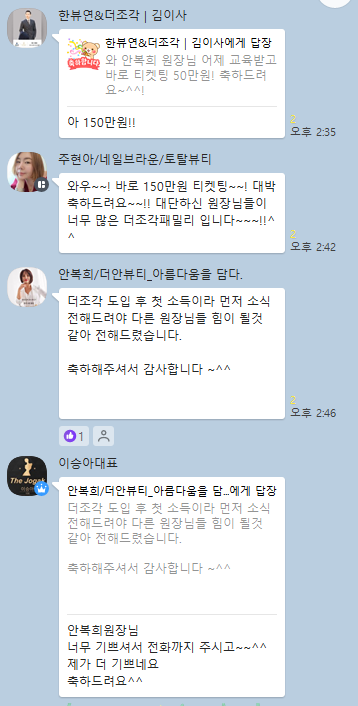 한뷰연&더조각 | 김이사
한뷰연&더조각 | 김이사에게 답장
와 안복희 원장님 어제 교육받고
바로 티켓팅 50만원! 축하드려
요~^^!
축하합니다
아 150만원!!
2
오후 2:35
주현아/네일브라운/토탈뷰티
와우~~! 바로 150만원 티켓팅~~! 대박
축하드려요~~!! 대단하신 원장님들이
너무 많은 더조각패밀리 입니다~~~!!^
^
2
오후 2:42
안복희/더안뷰티_아름다움을 담다.
더조각 도입 후 첫 소득이라 먼저 소식
전해드려야 다른 원장님들 힘이 될것
같아 전해드렸습니다.
축하해주셔서 감사합니다 ~^^
2
오후 2:46
1
이승아대표
The Jogak
안복희/더안뷰티_아름다움을 담...에게 답장
더조각 도입 후 첫 소득이라 먼저 소식
전해드려야 다른 원장님들 힘이 될것
같아 전해드렸습니다.
축하해주셔서 감사합니다 ~^^
안복희원장님
너무 기쁘셔서 전화까지 주시고~~^^
제가 더 기쁘네요
축하드려요^^